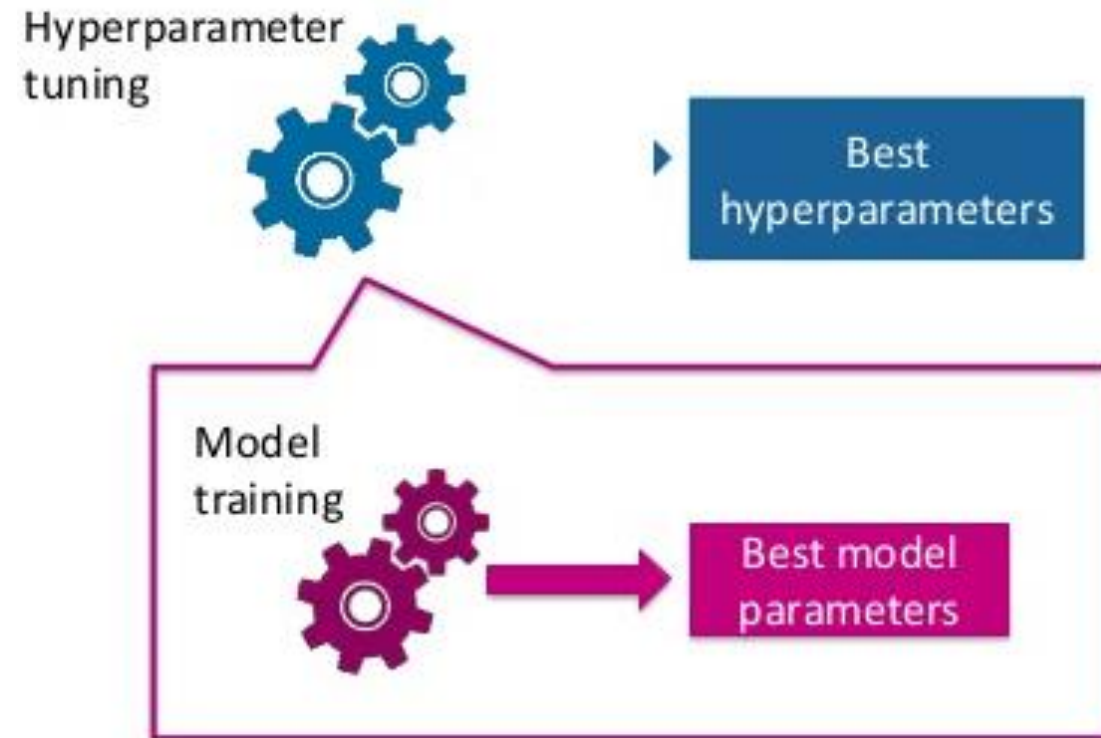 Hyperparameter
tuning
Best
hyperparameters
Model
training
Best model
parameters